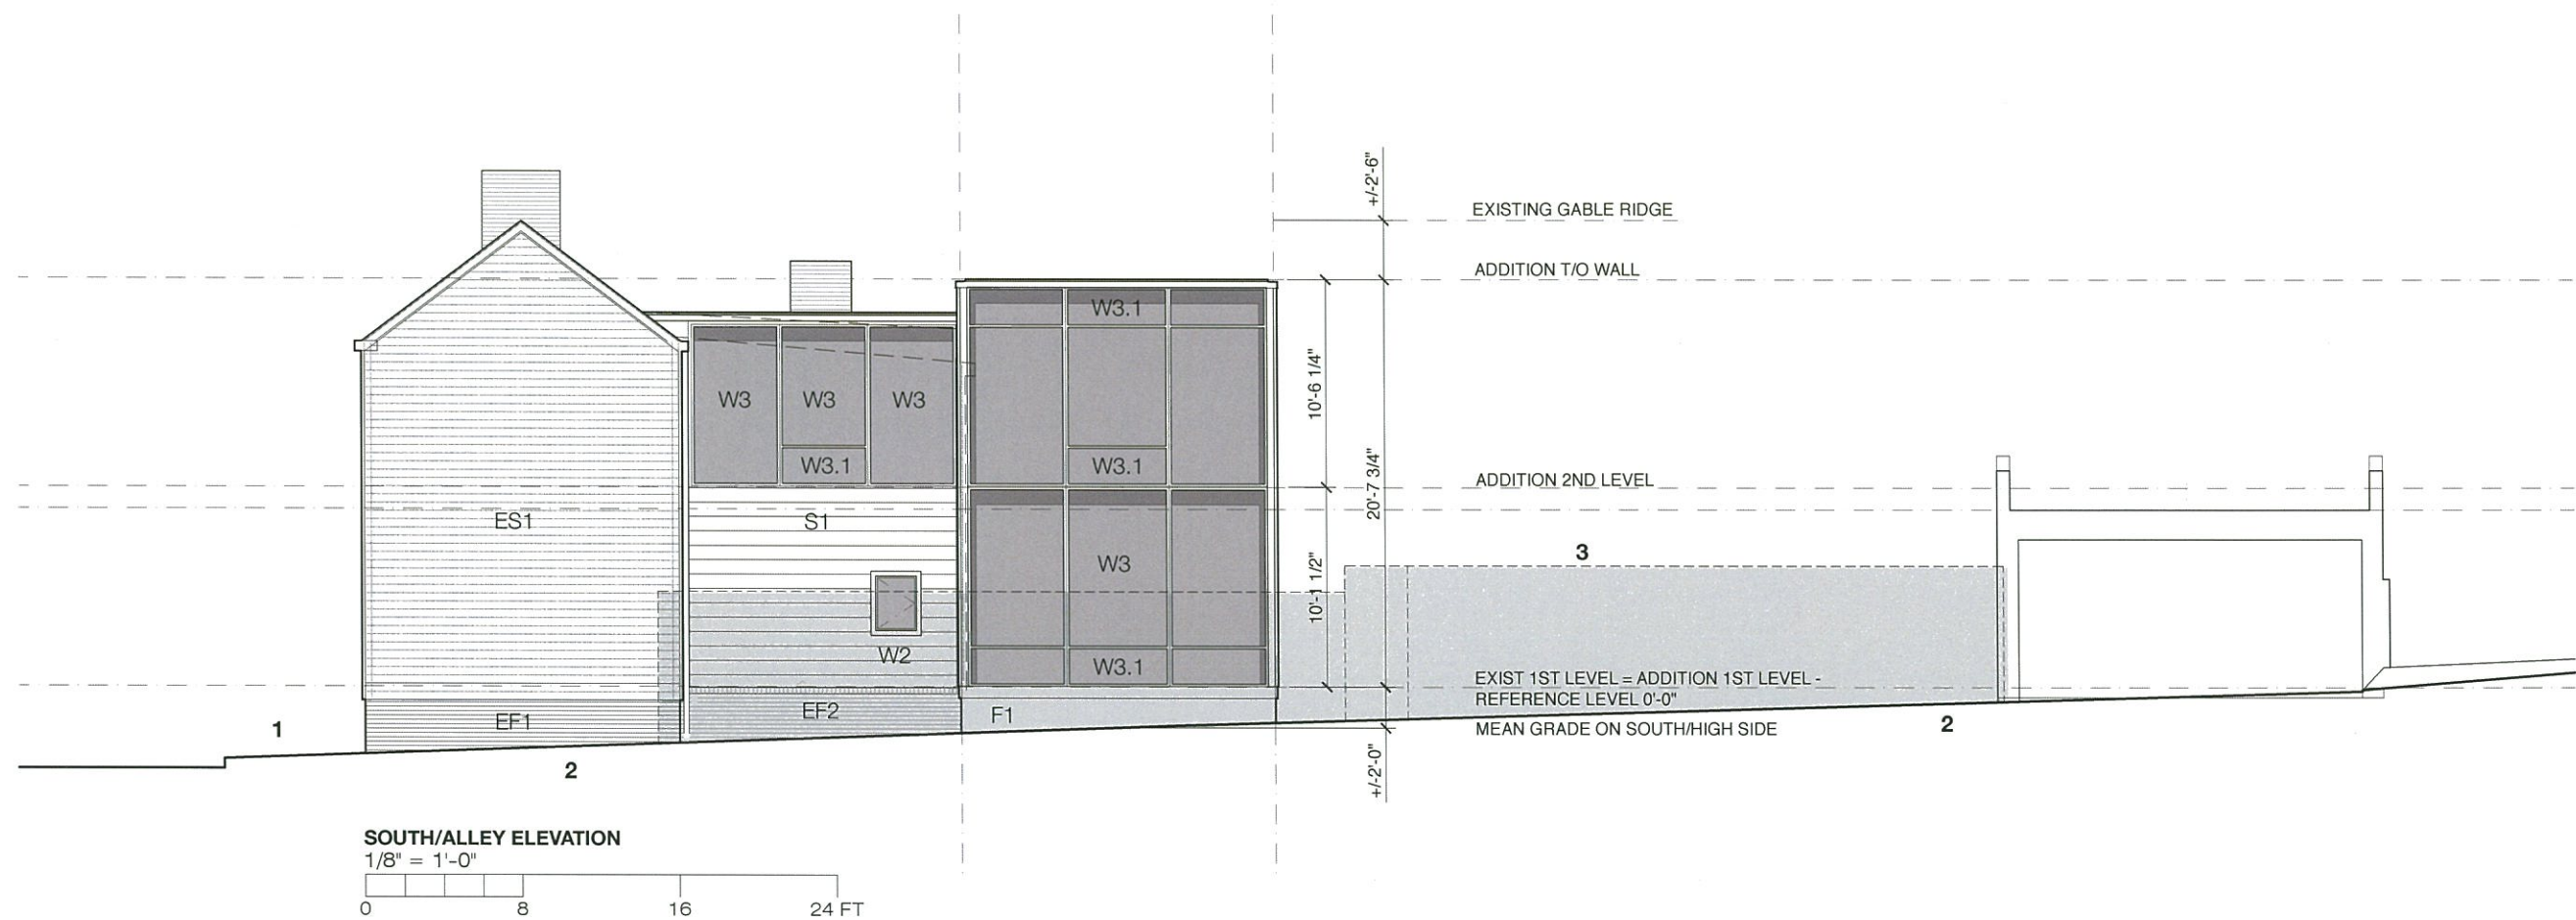 +/-2'-6"
EXISTING GABLE RIDGE
ADDITION T/O WALL
W3.1
10'-6 1/4"
W3
W3
W3
W3.1
W3.1
20'-7 3/4"
ADDITION 2ND LEVEL
ES1
S1
3
W3
10'-1 1/2"
W2
W3.1
EXIST 1ST LEVEL = ADDITION 1ST LEVEL -
REFERENCE LEVEL 0'-0"
EF2
F1
EF1
1
2
MEAN GRADE ON SOUTH/HIGH SIDE
2
+/-2'-0"
SOUTH/ALLEY ELEVATION
1/8" = 1'-0"
0 8 16 24 FT